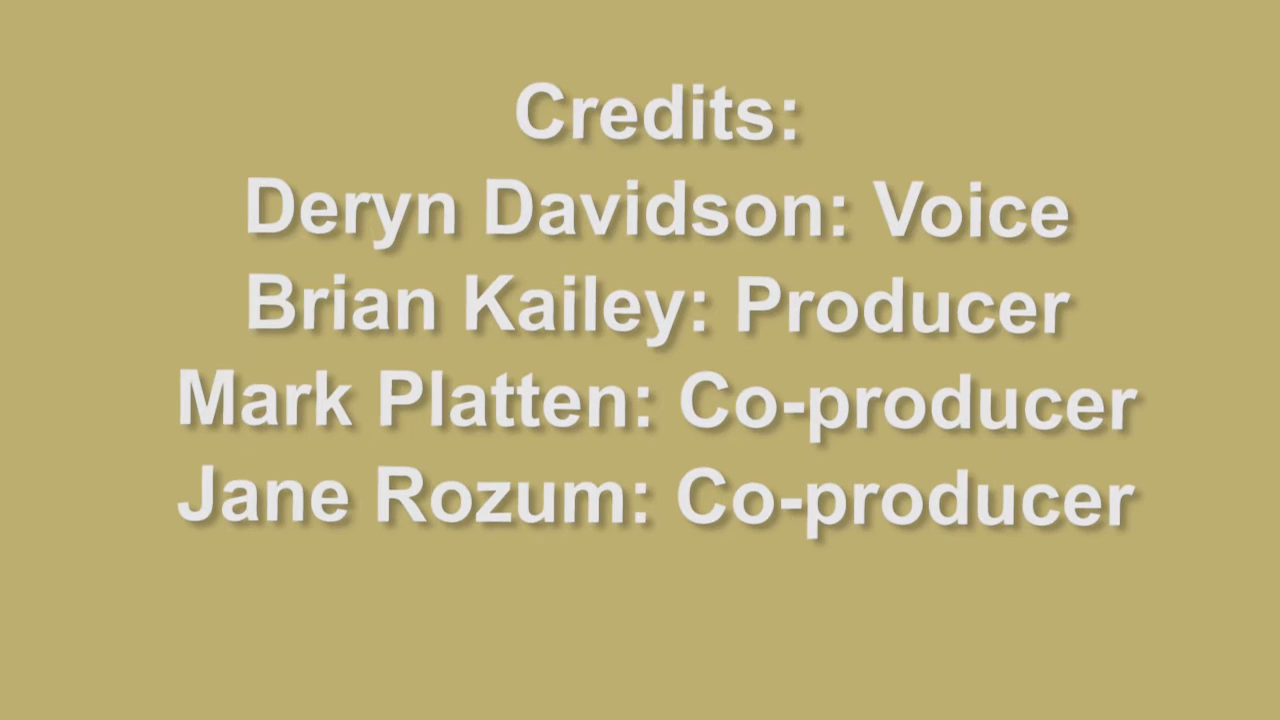 Credits:
Deryn Davidson: Voice
Brian Kailey: Producer
Mark Platten: Co-producer
Jane Rozum: Co-producer